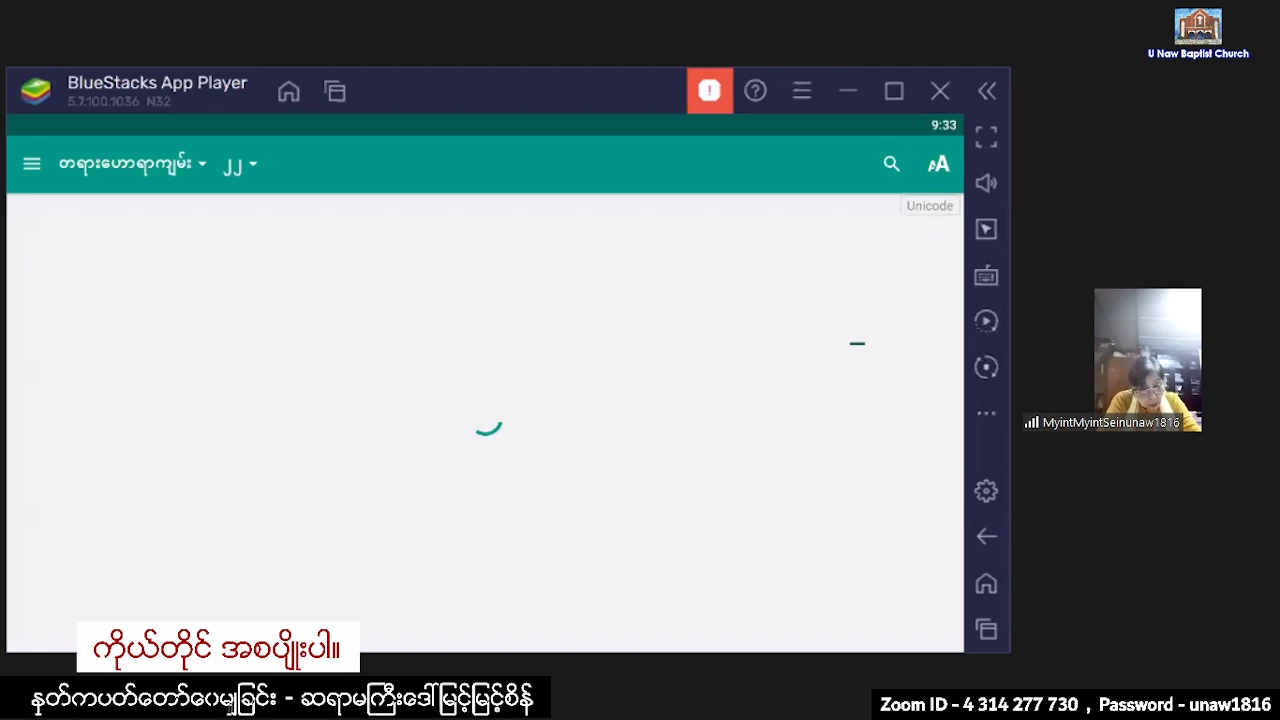 U Naw Baptist Church
BlueStacks App Player
5.7.100.1036 N32
9:33
တရားဟောရာကျမ်း ၂၂
AA
Unicode
MyintMyintSeinunaw1816
ကိုယ်တိုင် အစပျိုးပါ။
နှုတ်ကပတ်တော်ဝေမျှခြင်း - ဆရာမကြီးဒေါ်မြင့်မြင့်စိန်
Zoom ID - 4 314 277 730 , Password - unaw1816